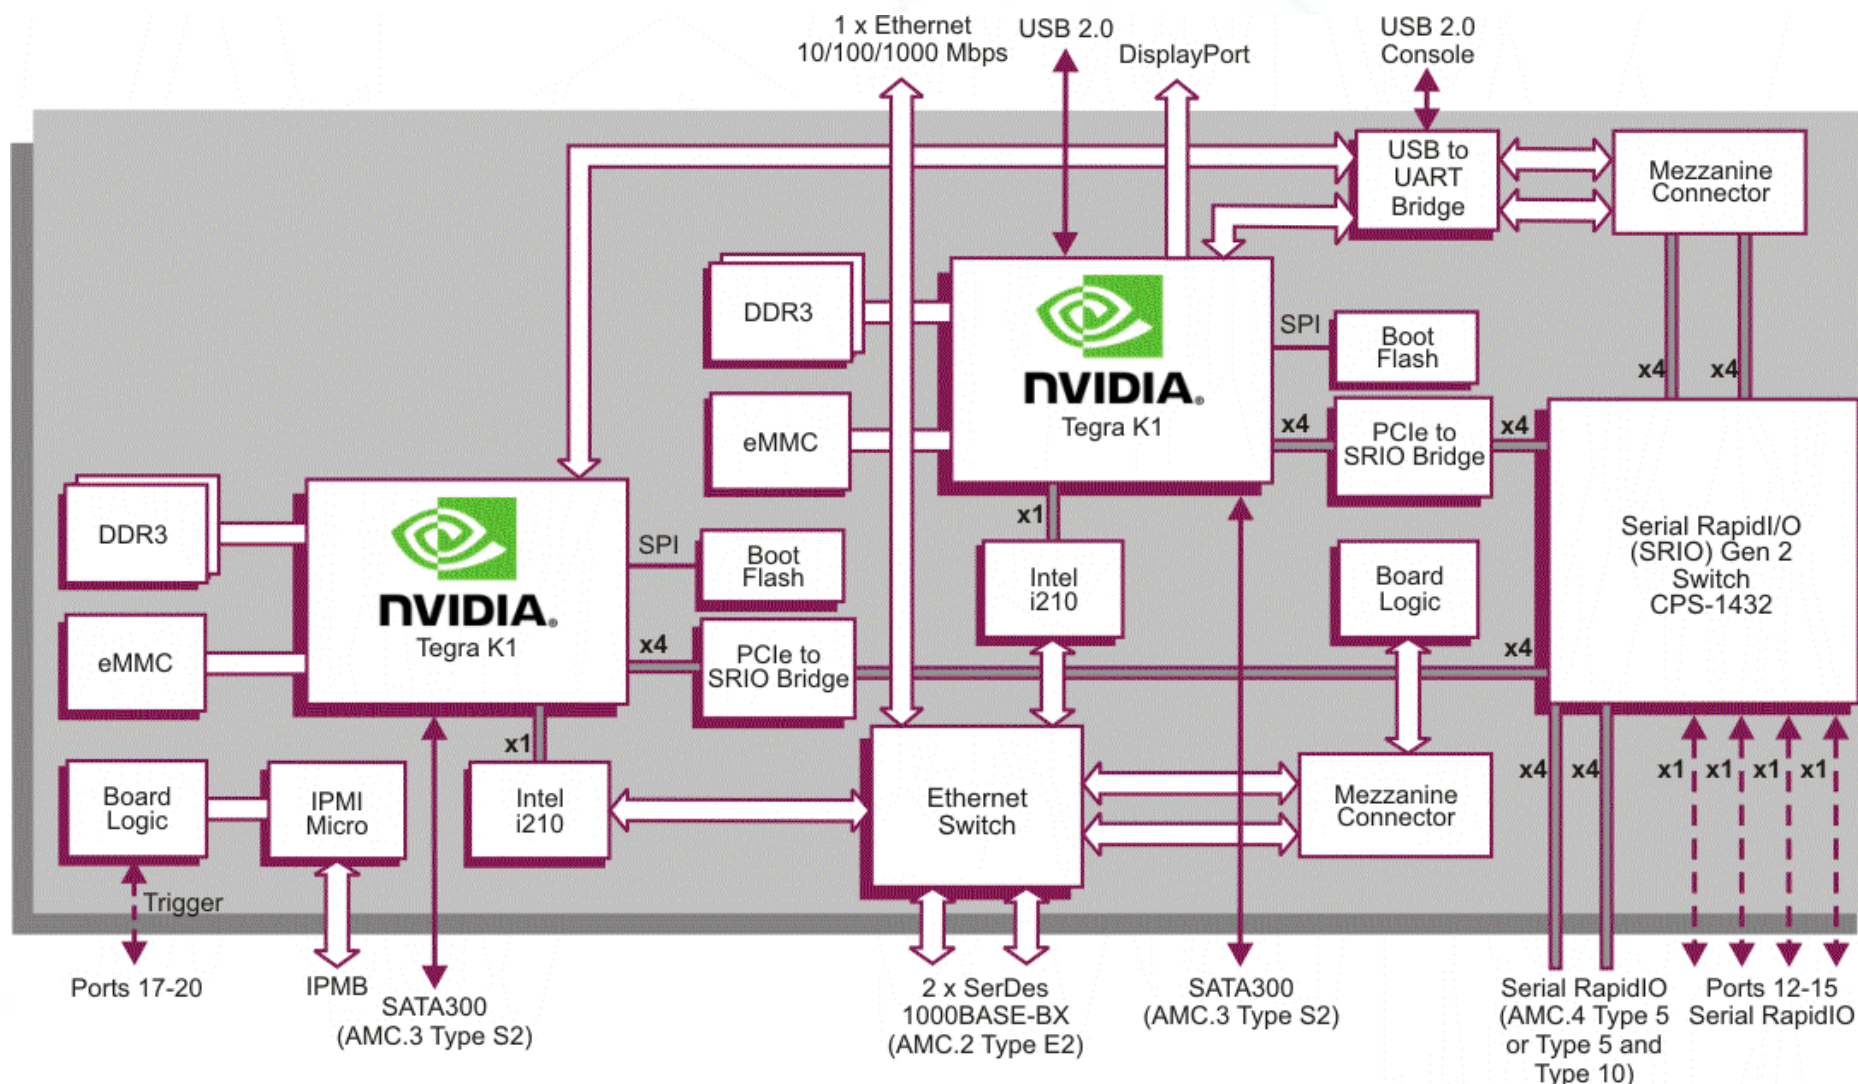 1 x Ethernet
10/100/1000 Mbps
USB 2.0
DisplayPort
USB 2.0
Console
USB to
UART
Bridge
Mezzanine
Connector
DDR3
NVIDIA®
Tegra K1
SPI
Boot
Flash
x4
x4
eMMC
x4
PCIe to
SRIO Bridge
x4
DDR3
NVIDIA®
Tegra K1
SPI
Boot
Flash
x1
Intel
i210
Board
Logic
Serial RapidI/O
(SRIO) Gen 2
Switch
CPS-1432
eMMC
x4
PCIe to
SRIO Bridge
x4
x1
Board
Logic
IPMI
Micro
Intel
i210
Ethernet
Switch
Mezzanine
Connector
x4
x4
x1
x1
x1
x1
Trigger
Ports 17-20
IPMB
SATA300
(AMC.3 Type S2)
2 x SerDes
1000BASE-BX
(AMC.2 Type E2)
SATA300
(AMC.3 Type S2)
Serial RapidIO
(AMC.4 Type 5
or Type 5 and
Type 10)
Ports 12-15
Serial RapidIO